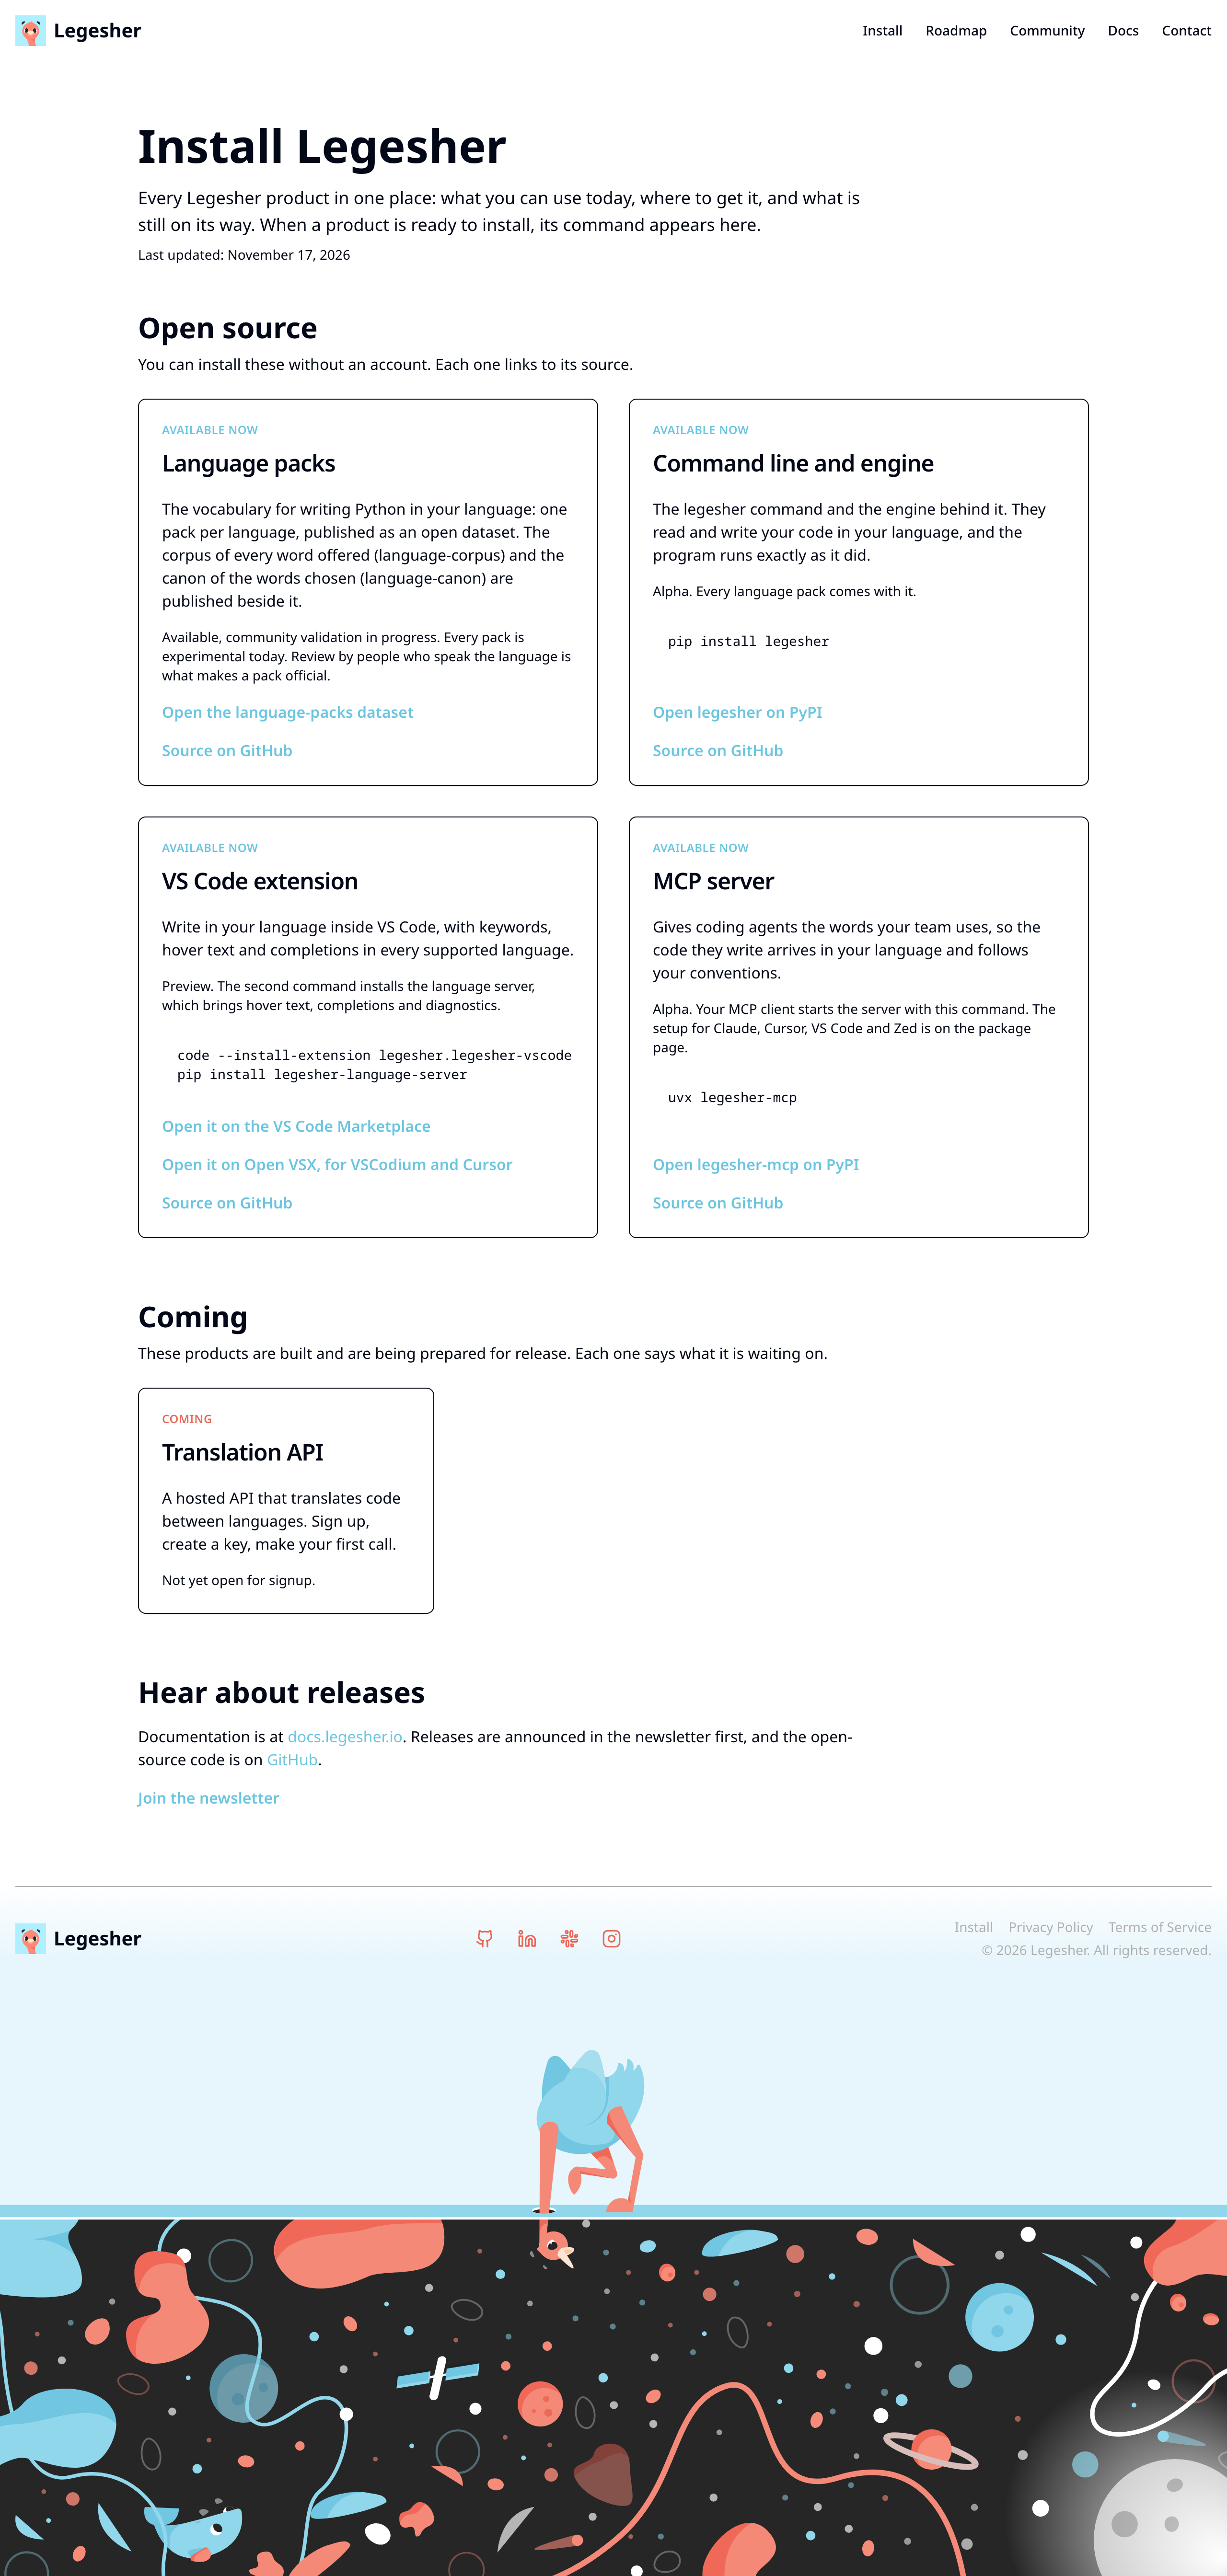 Legesher
Install Roadmap Community Docs Contact
Install Legesher
Every Legesher product in one place: what you can use today, where to get it, and what is
still on its way. When a product is ready to install, its command appears here.
Last updated: November 17, 2026
Open source
You can install these without an account. Each one links to its source.
AVAILABLE NOW
Language packs
The vocabulary for writing Python in your language: one
pack per language, published as an open dataset. The
corpus of every word offered (language-corpus) and the
canon of the words chosen (language-canon) are
published beside it.
Available, community validation in progress. Every pack is
experimental today. Review by people who speak the language is
what makes a pack official.
Open the language-packs dataset
Source on GitHub
AVAILABLE NOW
Command line and engine
The legesher command and the engine behind it. They
read and write your code in your language, and the
program runs exactly as it did.
Alpha. Every language pack comes with it.
pip install legesher
Open legesher on PyPI
Source on GitHub
AVAILABLE NOW
VS Code extension
Write in your language inside VS Code, with keywords,
hover text and completions in every supported language.
Preview. The second command installs the language server,
which brings hover text, completions and diagnostics.
code --install-extension legesher.legesher-vscode
pip install legesher-language-server
Open it on the VS Code Marketplace
Open it on Open VSX, for VSCodium and Cursor
Source on GitHub
AVAILABLE NOW
MCP server
Gives coding agents the words your team uses, so the
code they write arrives in your language and follows
your conventions.
Alpha. Your MCP client starts the server with this command. The
setup for Claude, Cursor, VS Code and Zed is on the package
page.
uvx legesher-mcp
Open legesher-mcp on PyPI
Source on GitHub
Coming
These products are built and are being prepared for release. Each one says what it is waiting on.
COMING
Translation API
A hosted API that translates code
between languages. Sign up,
create a key, make your first call.
Not yet open for signup.
Hear about releases
Documentation is at docs.legesher.io. Releases are announced in the newsletter first, and the open-
source code is on GitHub.
Join the newsletter
Legesher
Install Privacy Policy Terms of Service
© 2026 Legesher. All rights reserved.